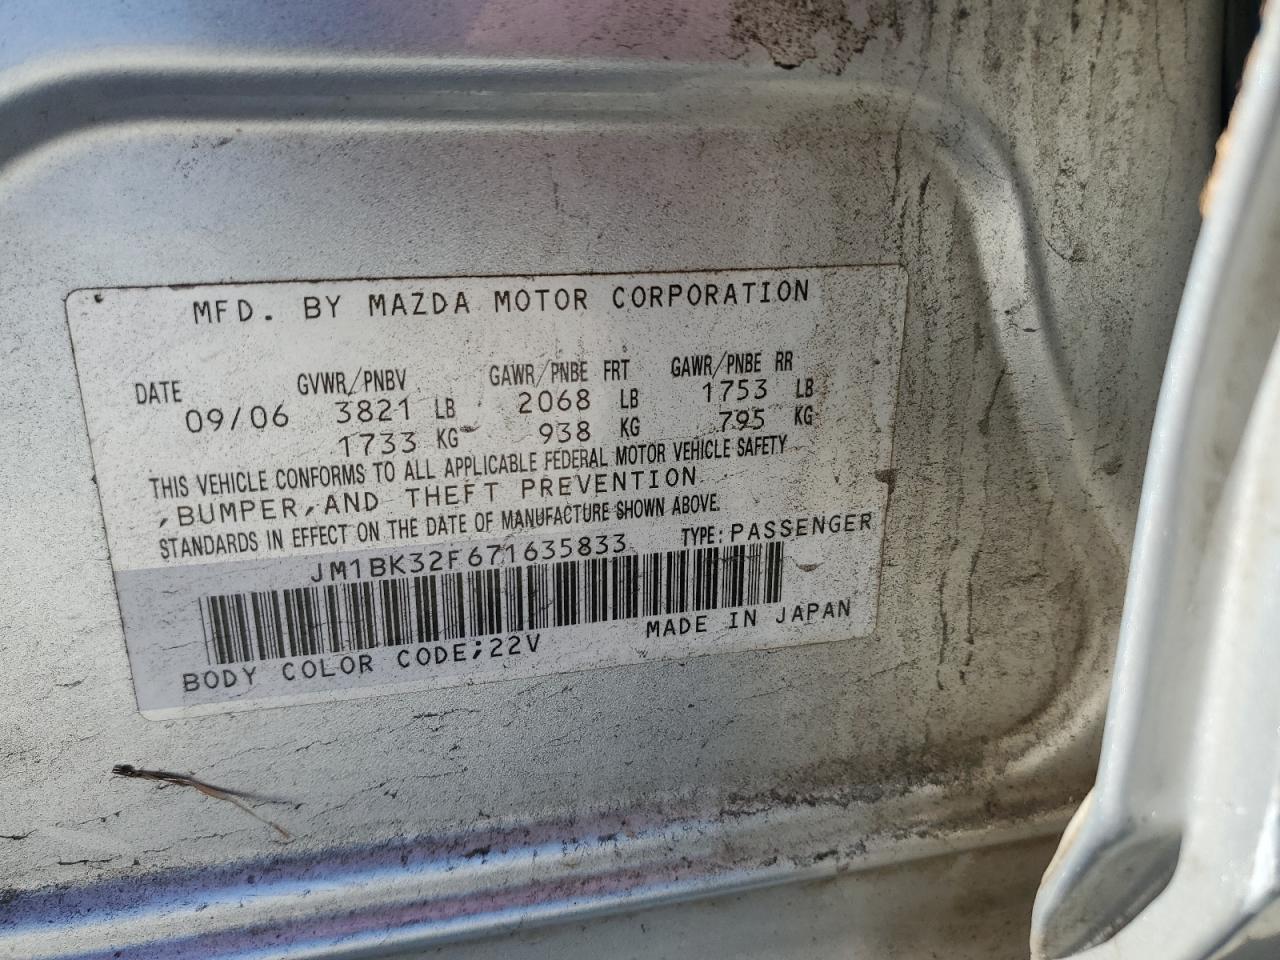 MFD. BY MAZDA MOTOR CORPORATION
DATE GVWR/PNBV GAWR/PNBE FRT GAWR/PNBE RR
09/06 3821 LB 2068 LB 1753 LB
1733 KG 938 KG 795 KG
THIS VEHICLE CONFORMS TO ALL APPLICABLE FEDERAL MOTOR VEHICLE SAFETY
,BUMPER,AND THEFT PREVENTION
STANDARDS IN EFFECT ON THE DATE OF MANUFACTURE SHOWN ABOVE.
JM1BK32F671635833 TYPE:PASSENGER
BODY COLOR CODE;22V MADE IN JAPAN